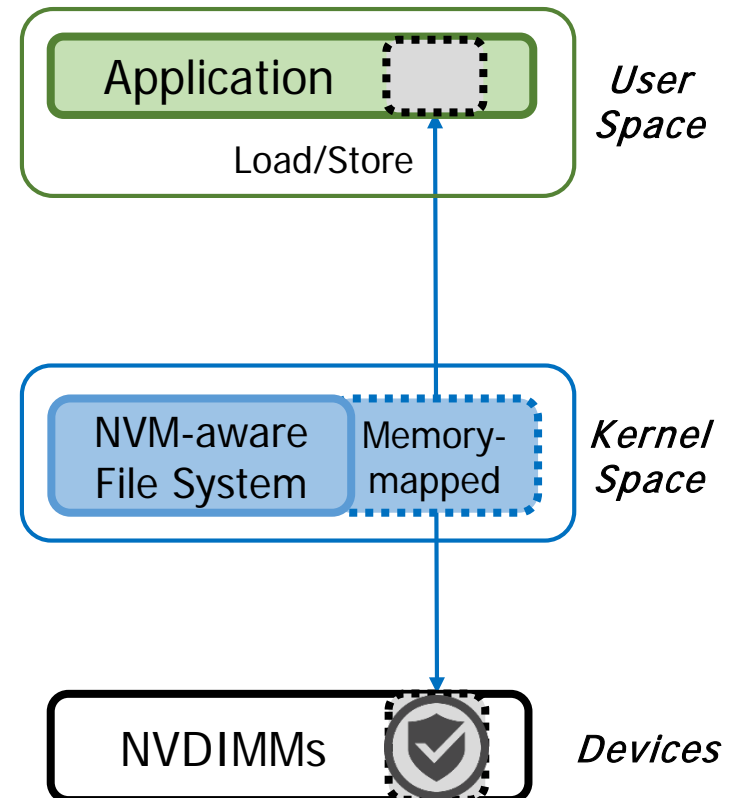 Application
User
Space
Load/Store
NVM-aware
File System
Memory-
mapped
Kernel
Space
NVDIMMs
Devices